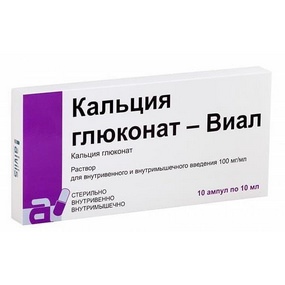 Кальция
глюконат – Виал
Кальция глюконат
Раствор
для внутривенного и внутримышечного введения 100 мг/мл
СТЕРИЛЬНО
ВНУТРИВЕННО
ВНУТРИМЫШЕЧНО
10 ампул по 10 мл
alvils